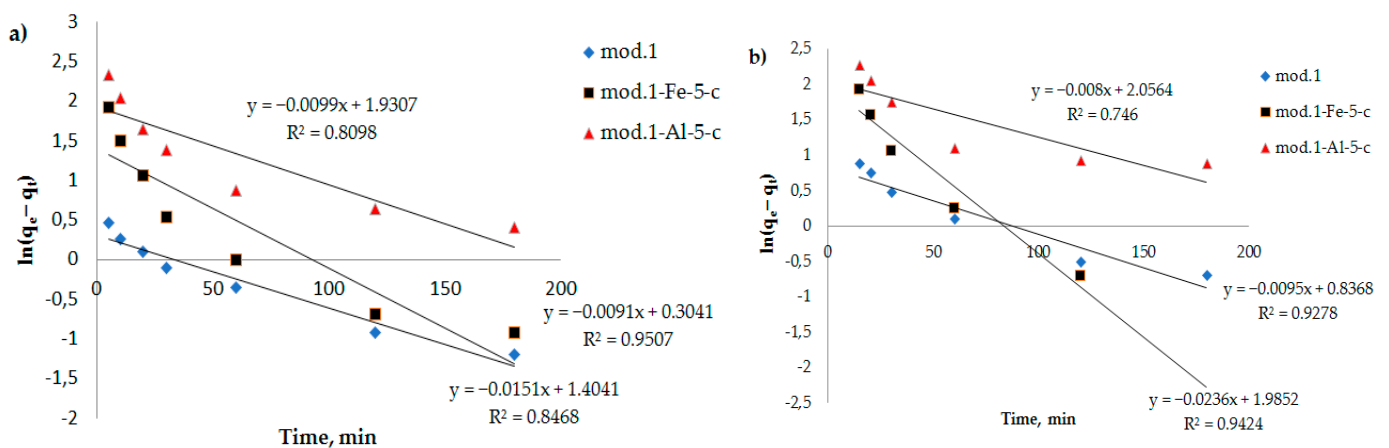 a)
ln(qe− qt)
3
2,5
2
1,5
1
0,5
0
-0,5
-1
-1,5
-2
0
50
100
150
200
Time, min
y = −0.0099x + 1.9307
R² = 0.8098
y = −0.0091x + 0.3041
R² = 0.9507
y = −0.0151x + 1.4041
R² = 0.8468
mod.1
mod.1-Fe-5-c
mod.1-Al-5-c
b)
ln(qe− qt)
2,5
2
1,5
1
0,5
0
-0,5
-1
-1,5
-2
-2,5
0
50
100
150
200
Time, min
y = −0.008x + 2.0564
R² = 0.746
y = −0.0095x + 0.8368
R² = 0.9278
y = −0.0236x + 1.9852
R² = 0.9424
mod.1
mod.1-Fe-5-c
mod.1-Al-5-c